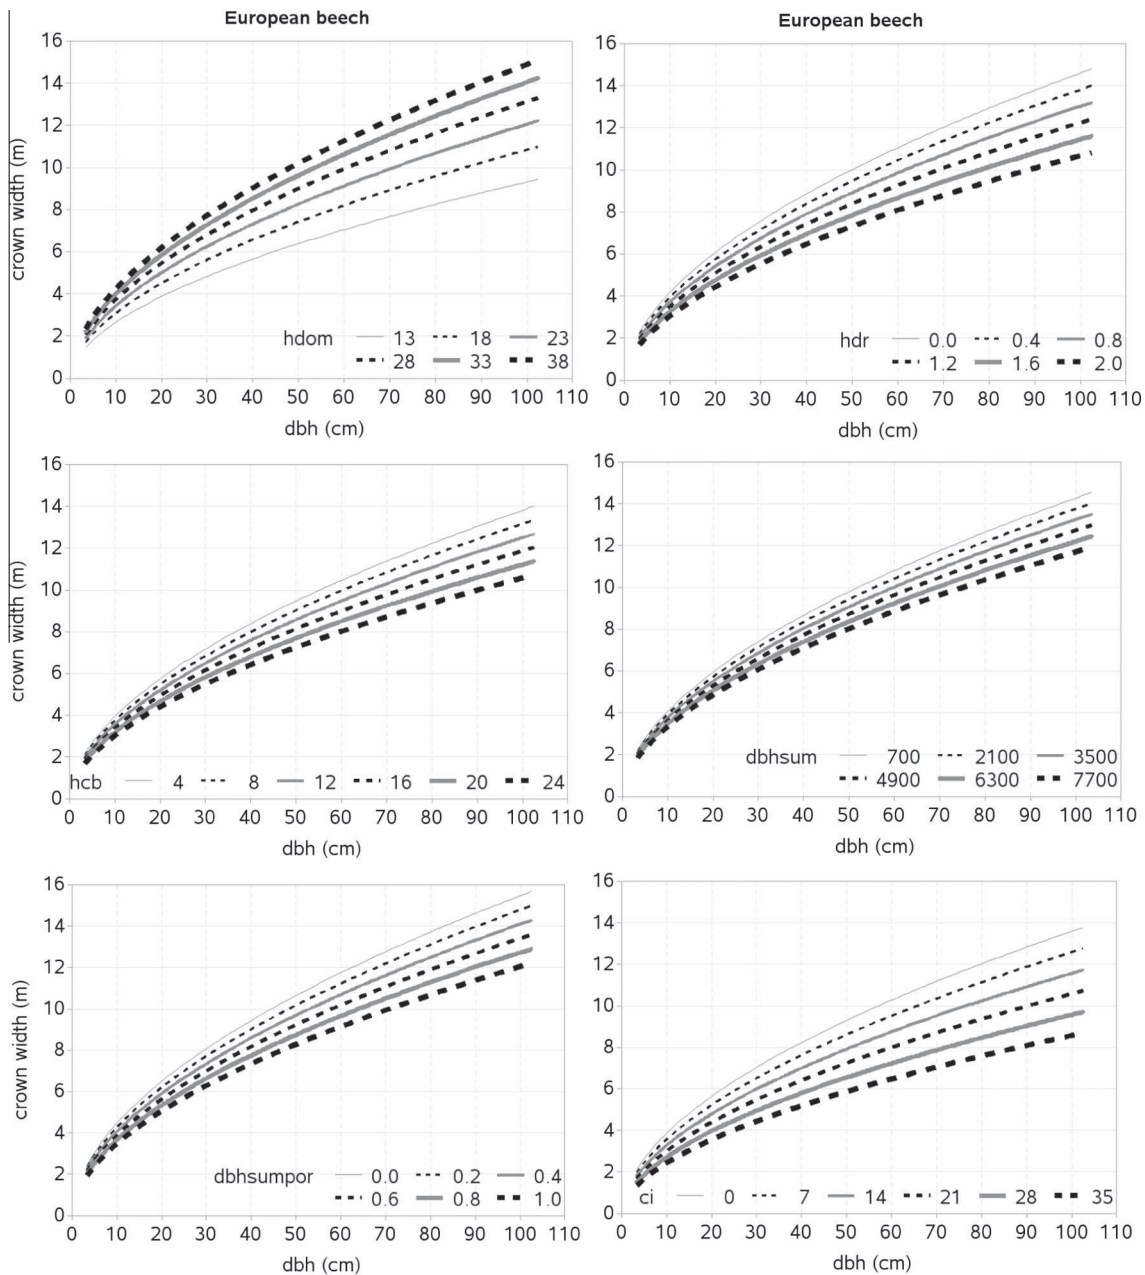 European beech
16
14
12
10
8
6
4
2
0
crown width (m)
hdom 13 18 23
28 33 38
0 10 20 30 40 50 60 70 80 90 100 110
dbh (cm)
European beech
16
14
12
10
8
6
4
2
0
hdr 0.0 0.4 0.8
1.2 1.6 2.0
0 10 20 30 40 50 60 70 80 90 100 110
dbh (cm)
16
14
12
10
8
6
4
2
0
crown width (m)
hcb 4 8 12 16 20 24
0 10 20 30 40 50 60 70 80 90 100 110
dbh (cm)
16
14
12
10
8
6
4
2
0
dbhsum 700 2100 3500
4900 6300 7700
0 10 20 30 40 50 60 70 80 90 100 110
dbh (cm)
16
14
12
10
8
6
4
2
0
crown width (m)
dbhsumpor 0.0 0.2 0.4
0.6 0.8 1.0
0 10 20 30 40 50 60 70 80 90 100 110
dbh (cm)
16
14
12
10
8
6
4
2
0
ci 0 7 14 21 28 35
0 10 20 30 40 50 60 70 80 90 100 110
dbh (cm)